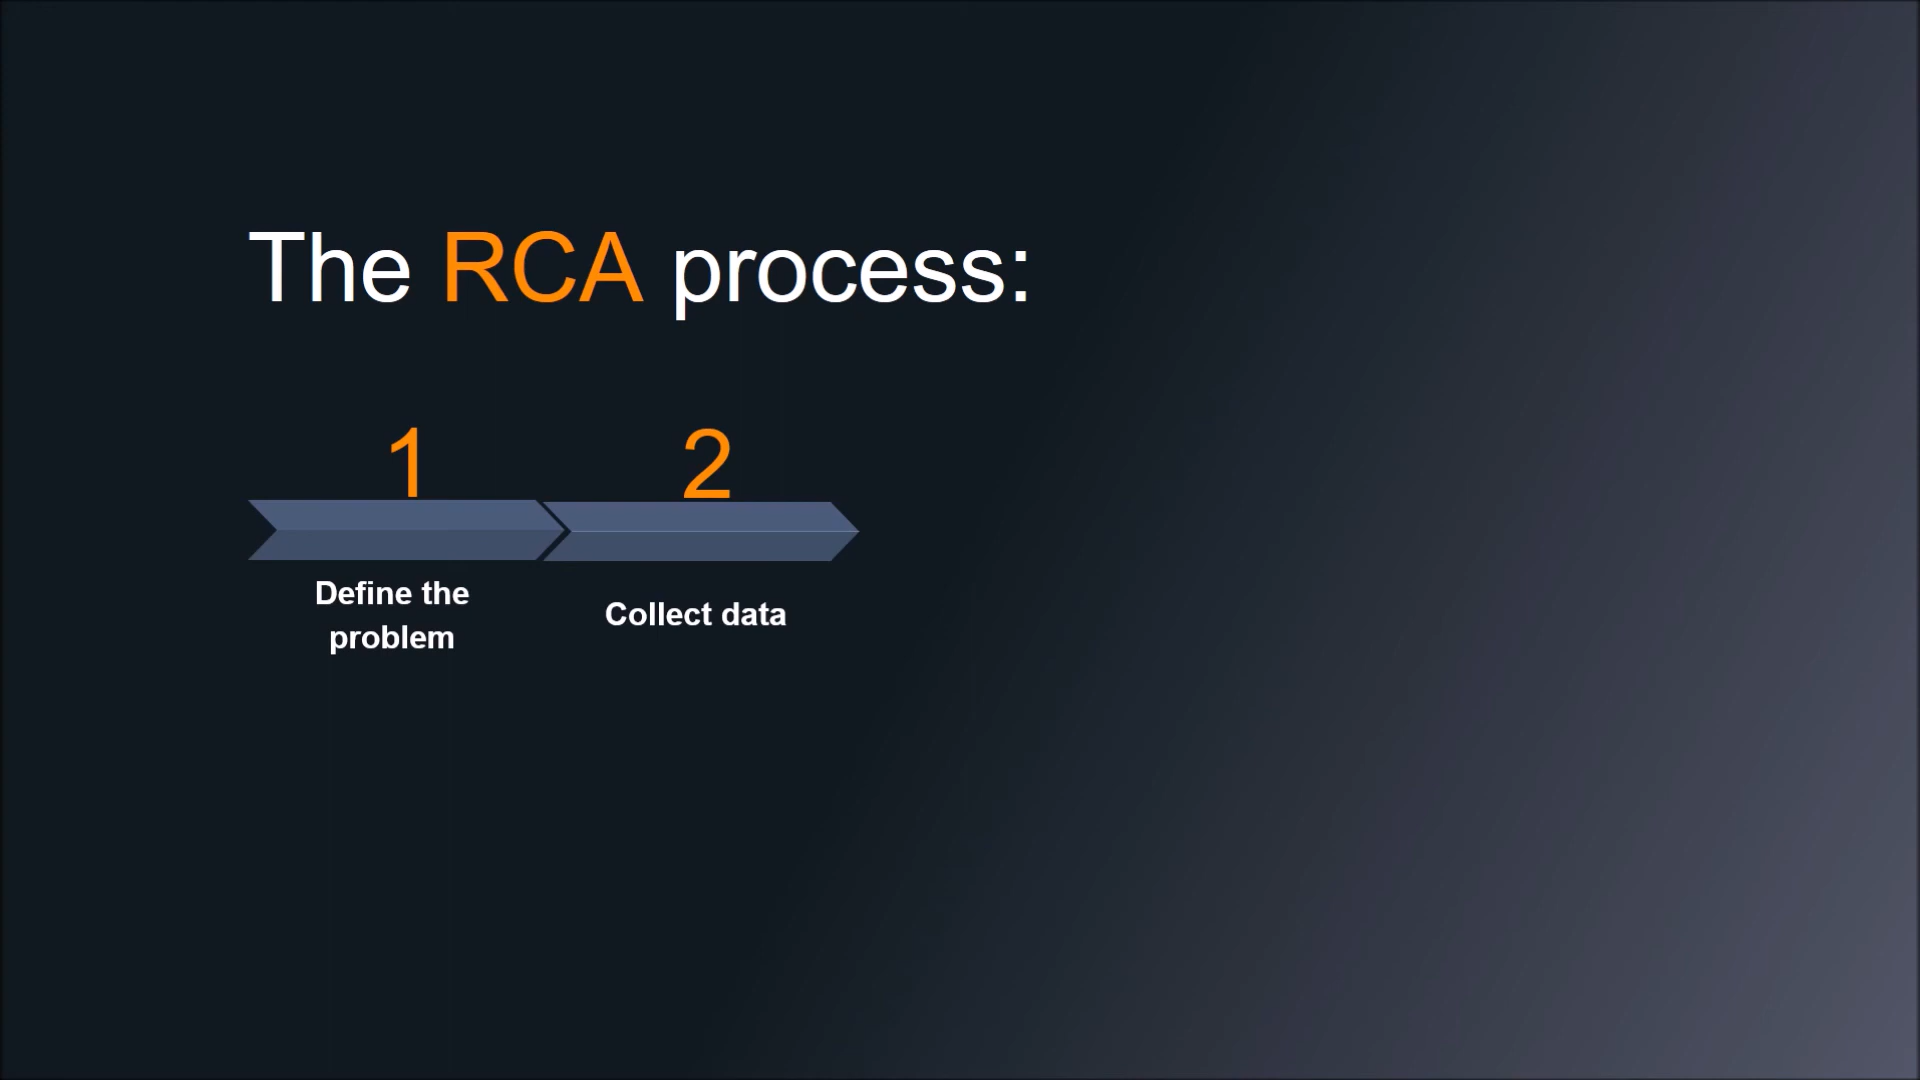 The RCA process:
1
2
Define the
problem
Collect data